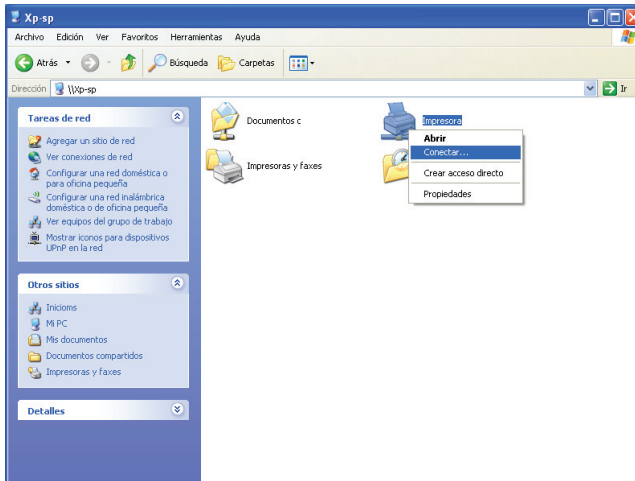 Xp-sp
Archivo Edición Ver Favoritos Herramientas Ayuda
Atrás Búsqueda Carpetas
Dirección \\Xp-sp Ir
Tareas de red
Agregar un sitio de red
Ver conexiones de red
Configurar una red doméstica o
para oficina pequeña
Configurar una red inalámbrica
doméstica o de oficina pequeña
Ver equipos del grupo de trabajo
Mostrar iconos para dispositivos
UPnP en la red
Otros sitios
Inicioms
Mi PC
Mis documentos
Documentos compartidos
Impresoras y faxes
Detalles
Documentos c
Impresora
Impresoras y faxes
Abrir
Conectar...
Crear acceso directo
Propiedades